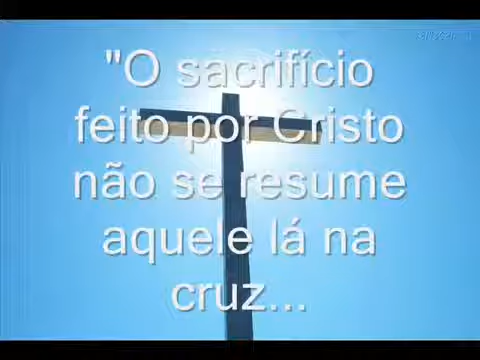 "O sacrifício
feito por Cristo
não se resume
aquele lá na
cruz...